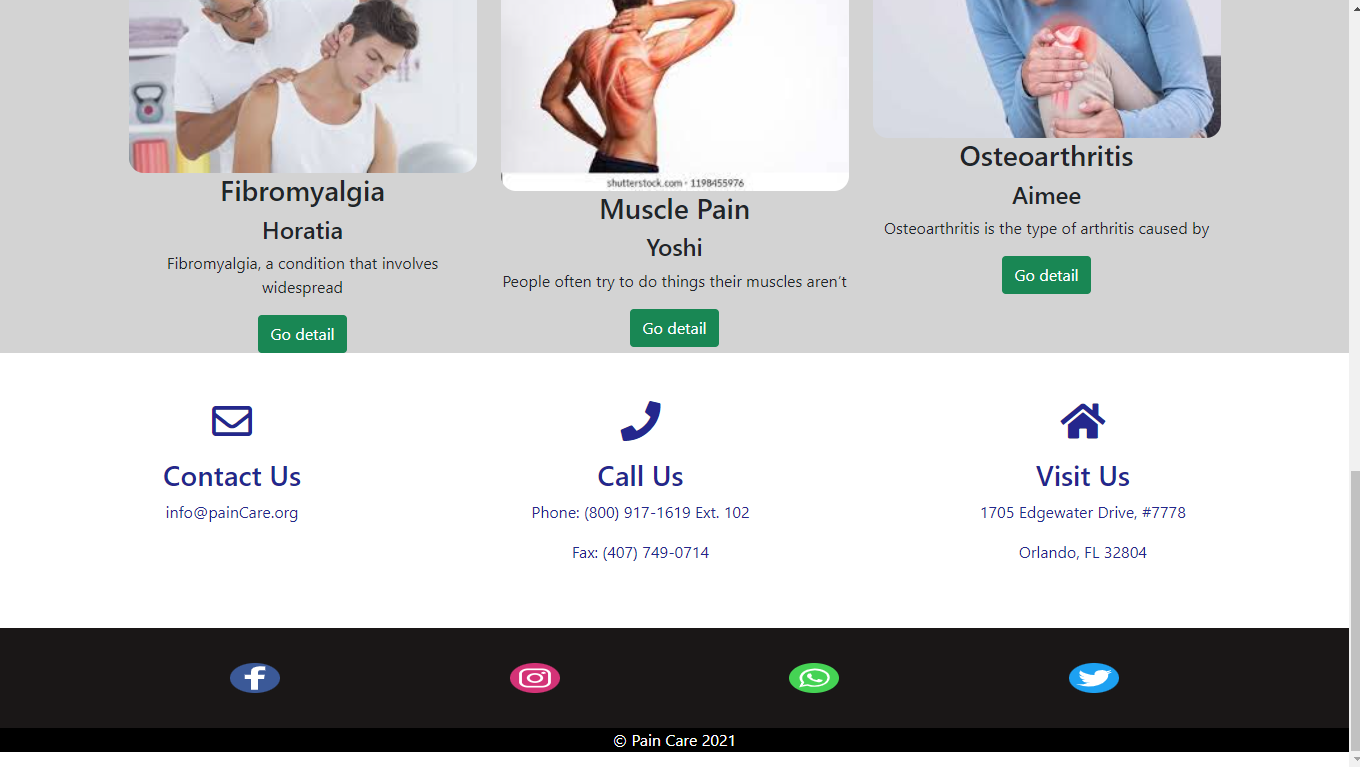 Fibromyalgia
Horatia
Fibromyalgia, a condition that involves
widespread
Go detail
shutterstock.com • 1198455976
Muscle Pain
Yoshi
People often try to do things their muscles aren’t
Go detail
Osteoarthritis
Aimee
Osteoarthritis is the type of arthritis caused by
Go detail
Contact Us
info@painCare.org
Call Us
Phone: (800) 917-1619 Ext. 102
Fax: (407) 749-0714
Visit Us
1705 Edgewater Drive, #7778
Orlando, FL 32804
© Pain Care 2021